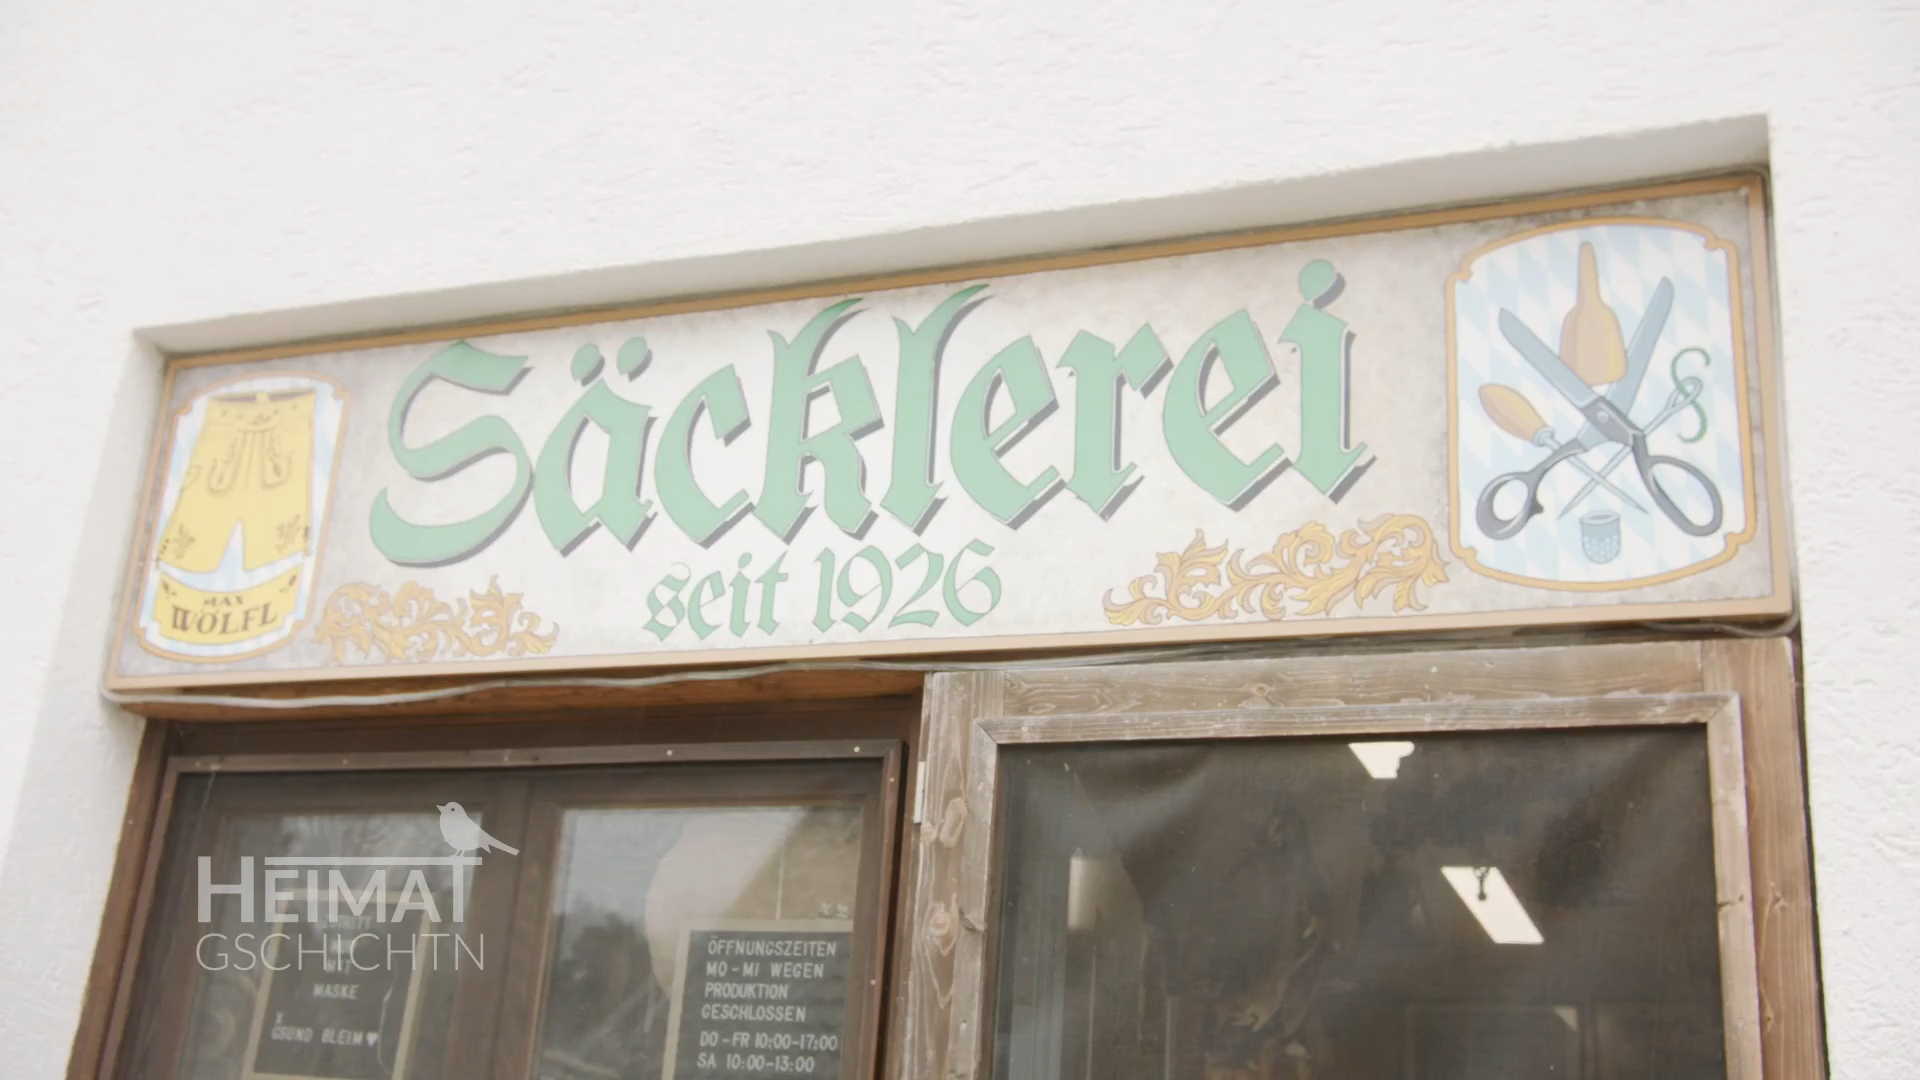 Säcklerei
seit 1926
MAX
WÖLFL
HEIMAT
GSCHICHTN
MASKE
X
GSUND BLEIM♥
ÖFFNUNGSZEITEN
MO-MI WEGEN
PRODUKTION
GESCHLOSSEN
DO-FR 10:00-17:00
SA 10:00-13:00